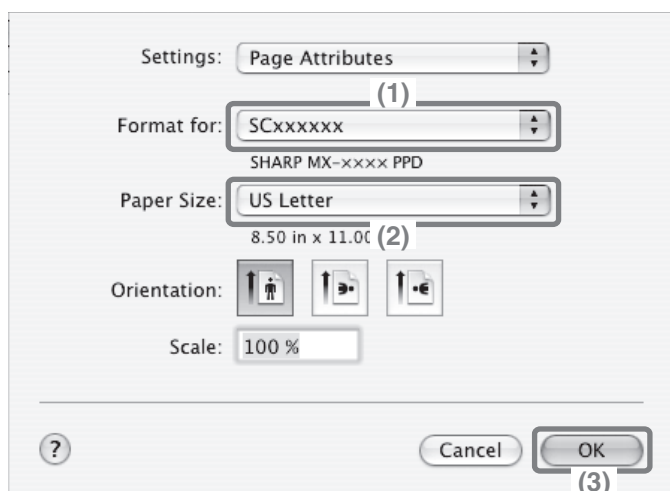 Settings: Page Attributes
(1)
Format for: SCxxxxxx
SHARP MX-xxxx PPD
Paper Size: US Letter
8.50 in x 11.00 (2)
Orientation:
Scale: 100 %
? Cancel OK
(3)